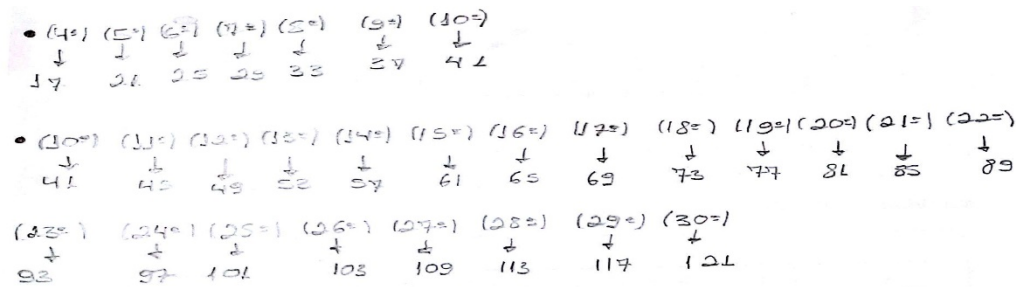 • (4=) (5=) (6=) (7=) (8=) (9=) (10=)
↓ ↓ ↓ ↓ ↓ ↓ ↓
17 21 25 29 33 37 41
• (10=) (11=) (12=) (13=) (14=) (15=) (16=) (17=) (18=) (19=) (20=) (21=) (22=)
↓ ↓ ↓ ↓ ↓ ↓ ↓ ↓ ↓ ↓ ↓ ↓ ↓
41 45 49 53 57 61 65 69 73 77 81 85 89
(23=) (24=) (25=) (26=) (27=) (28=) (29=) (30=)
↓ ↓ ↓ ↓ ↓ ↓ ↓ ↓
93 97 101 103 109 113 117 121